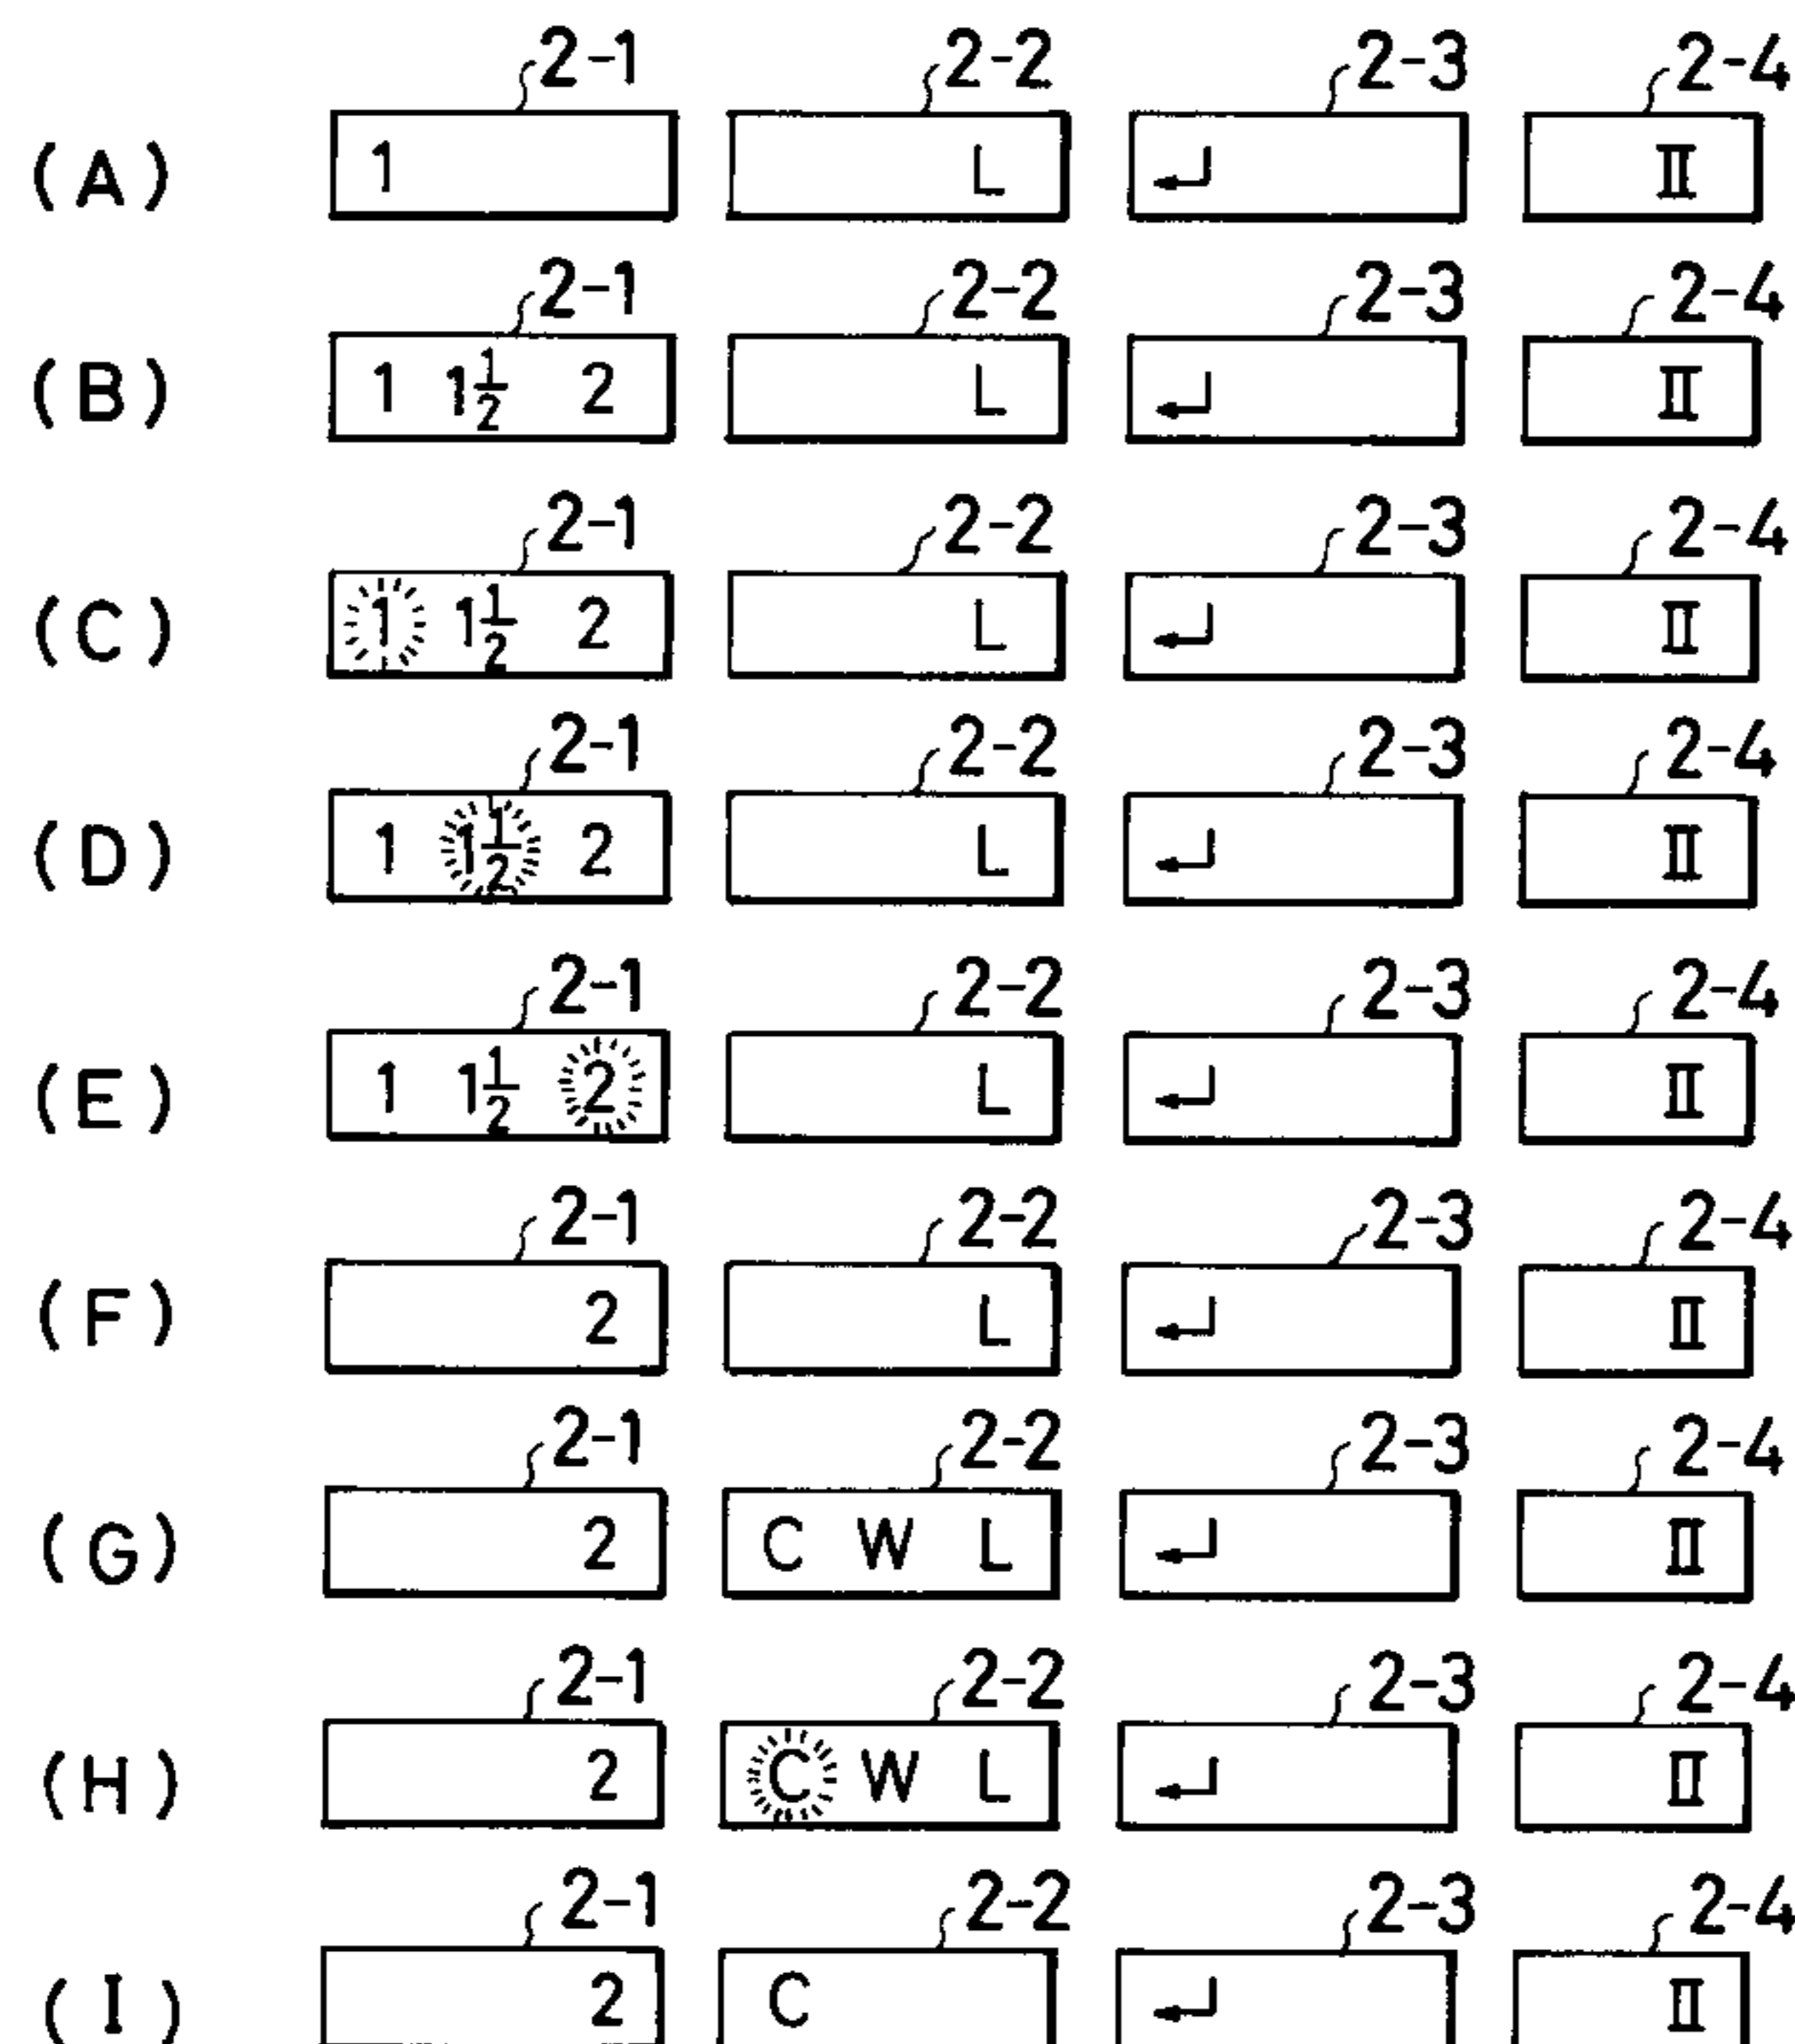 2-1 2-2 2-3 2-4
(A) 1 L ↲ II
2-1 2-2 2-3 2-4
(B) 1 1½ 2 L ↲ II
2-1 2-2 2-3 2-4
(C) 1 1½ 2 L ↲ II
2-1 2-2 2-3 2-4
(D) 1 1½ 2 L ↲ II
2-1 2-2 2-3 2-4
(E) 1 1½ 2 L ↲ II
2-1 2-2 2-3 2-4
(F) 2 L ↲ II
2-1 2-2 2-3 2-4
(G) 2 C W L ↲ II
2-1 2-2 2-3 2-4
(H) 2 C W L ↲ II
2-1 2-2 2-3 2-4
(I) 2 C ↲ II